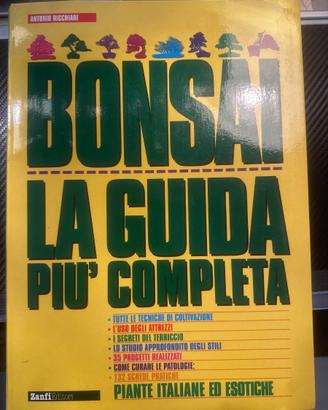 ANTONIO RICCHIARI
BONSAI
LA GUIDA
PIU' COMPLETA
• TUTTE LE TECNICHE DI COLTIVAZIONE
• L'USO DEGLI ATTREZZI
• I SEGRETI DEL TERRICCIO
• LO STUDIO APPROFONDITO DEGLI STILI
• 35 PROGETTI REALIZZATI
• COME CURARE LE PATOLOGIE:
• 132 SCHEDE PRATICHE
PIANTE ITALIANE ED ESOTICHE
Zanfi Editori